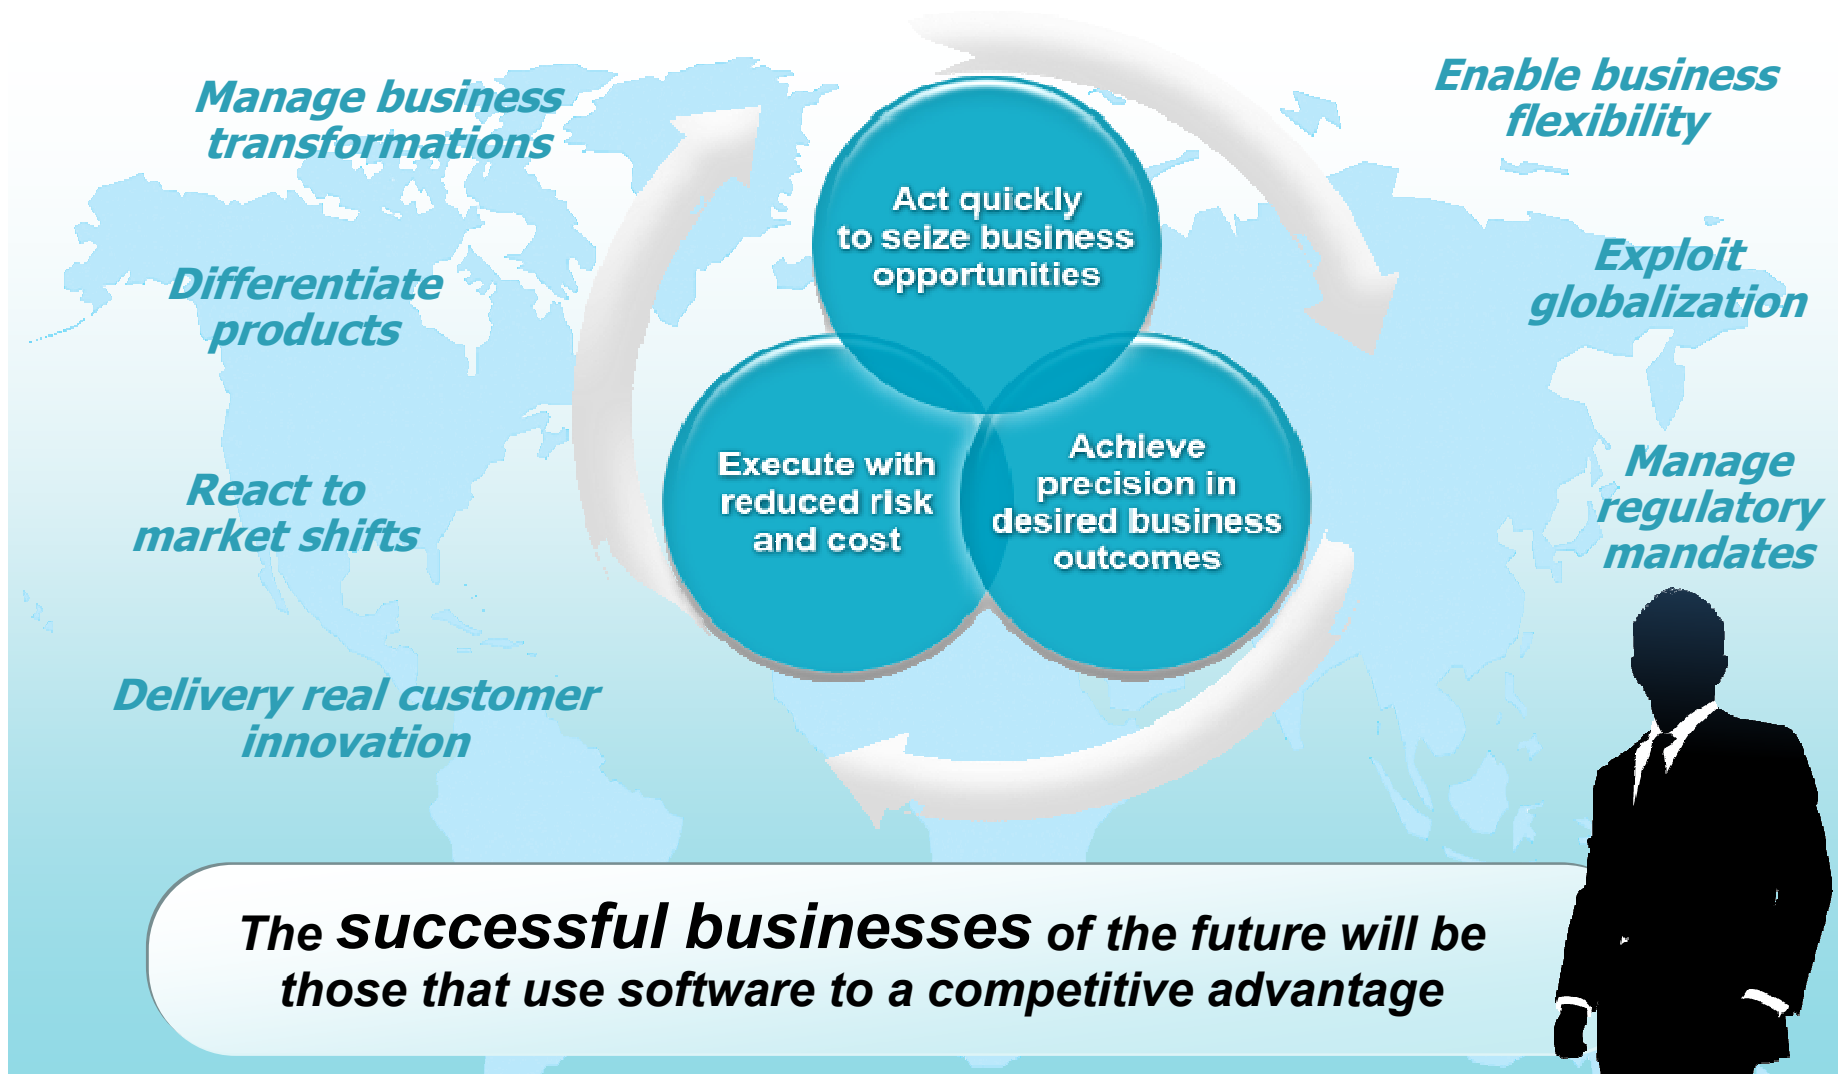 Manage business
transformations
Differentiate
products
React to
market shifts
Delivery real customer
innovation
Act quickly
to seize business
opportunities
Execute with
reduced risk
and cost
Achieve
precision in
desired business
outcomes
Enable business
flexibility
Exploit
globalization
Manage
regulatory
mandates
The successful businesses of the future will be
those that use software to a competitive advantage